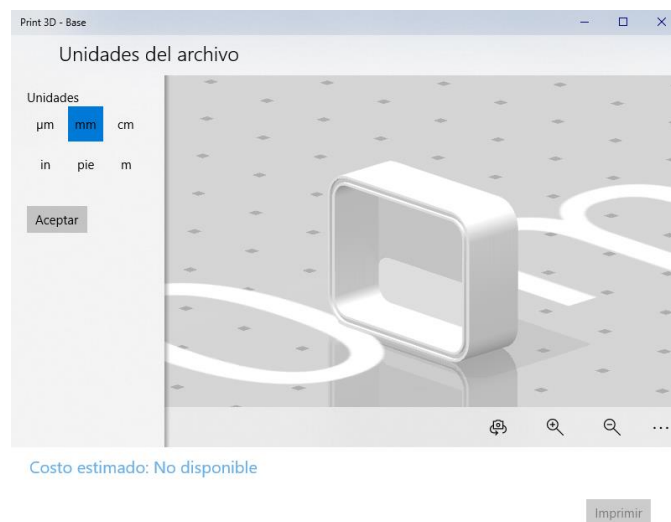 Print 3D - Base
Unidades del archivo
Unidades
µm mm cm
in pie m
Aceptar
Costo estimado: No disponible
Imprimir